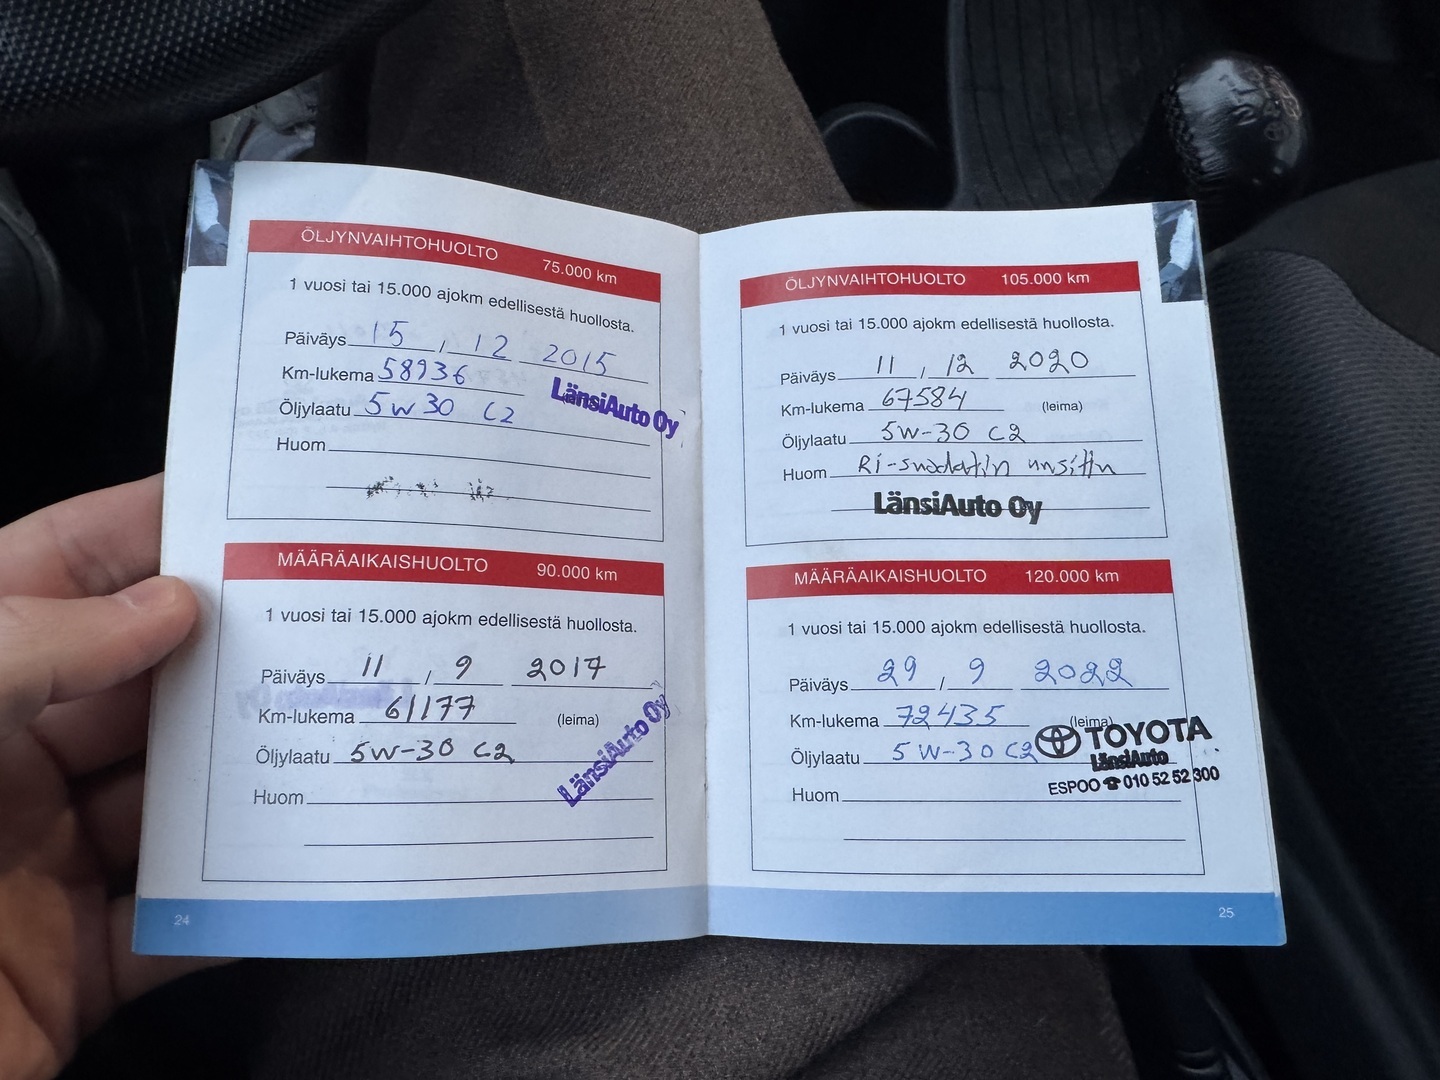 ÖLJYNVAIHTOHUOLTO 75.000 km
1 vuosi tai 15.000 ajokm edellisestä huollosta.
Päiväys 15 / 12 2015
Km-lukema 58936
LänsiAuto Oy
Öljylaatu 5w30 C2
Huom
MÄÄRÄAIKAISHUOLTO 90.000 km
1 vuosi tai 15.000 ajokm edellisestä huollosta.
Päiväys 11 / 9 2017
Km-lukema 61177 (leima)
Öljylaatu 5W-30 C2
LänsiAuto Oy
Huom
24
ÖLJYNVAIHTOHUOLTO 105.000 km
1 vuosi tai 15.000 ajokm edellisestä huollosta.
Päiväys 11 / 12 2020
Km-lukema 67584 (leima)
Öljylaatu 5W-30 C2
Huom Ri-suodatin
LänsiAuto Oy
MÄÄRÄAIKAISHUOLTO 120.000 km
1 vuosi tai 15.000 ajokm edellisestä huollosta.
Päiväys 29 / 9 2022
Km-lukema 72435 (leima)
Öljylaatu 5W-30 C2
TOYOTA
LänsiAuto
ESPOO ☎ 010 52 52 300
Huom
25